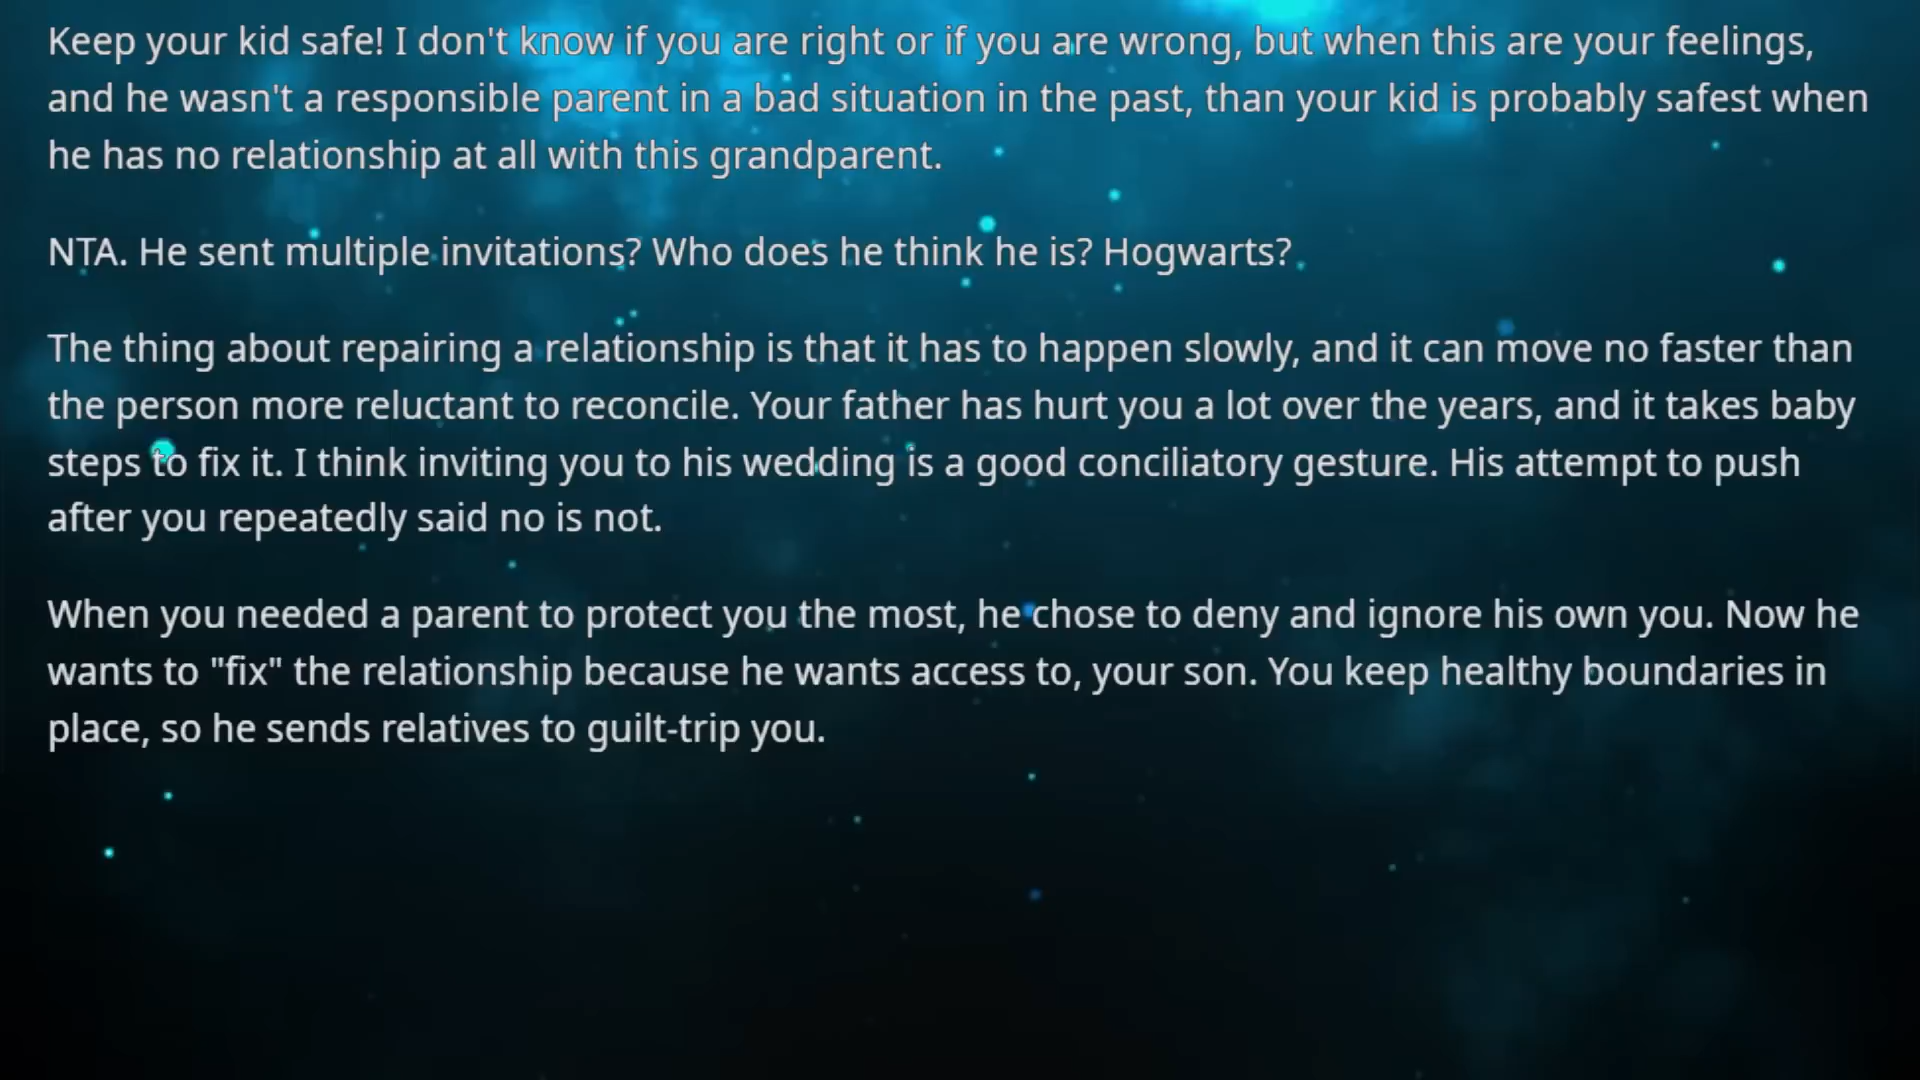 Keep your kid safe! I don't know if you are right or if you are wrong, but when this are your feelings,
and he wasn't a responsible parent in a bad situation in the past, than your kid is probably safest when
he has no relationship at all with this grandparent.
NTA. He sent multiple invitations? Who does he think he is? Hogwarts?
The thing about repairing a relationship is that it has to happen slowly, and it can move no faster than
the person more reluctant to reconcile. Your father has hurt you a lot over the years, and it takes baby
steps to fix it. I think inviting you to his wedding is a good conciliatory gesture. His attempt to push
after you repeatedly said no is not.
When you needed a parent to protect you the most, he chose to deny and ignore his own you. Now he
wants to "fix" the relationship because he wants access to, your son. You keep healthy boundaries in
place, so he sends relatives to guilt-trip you.